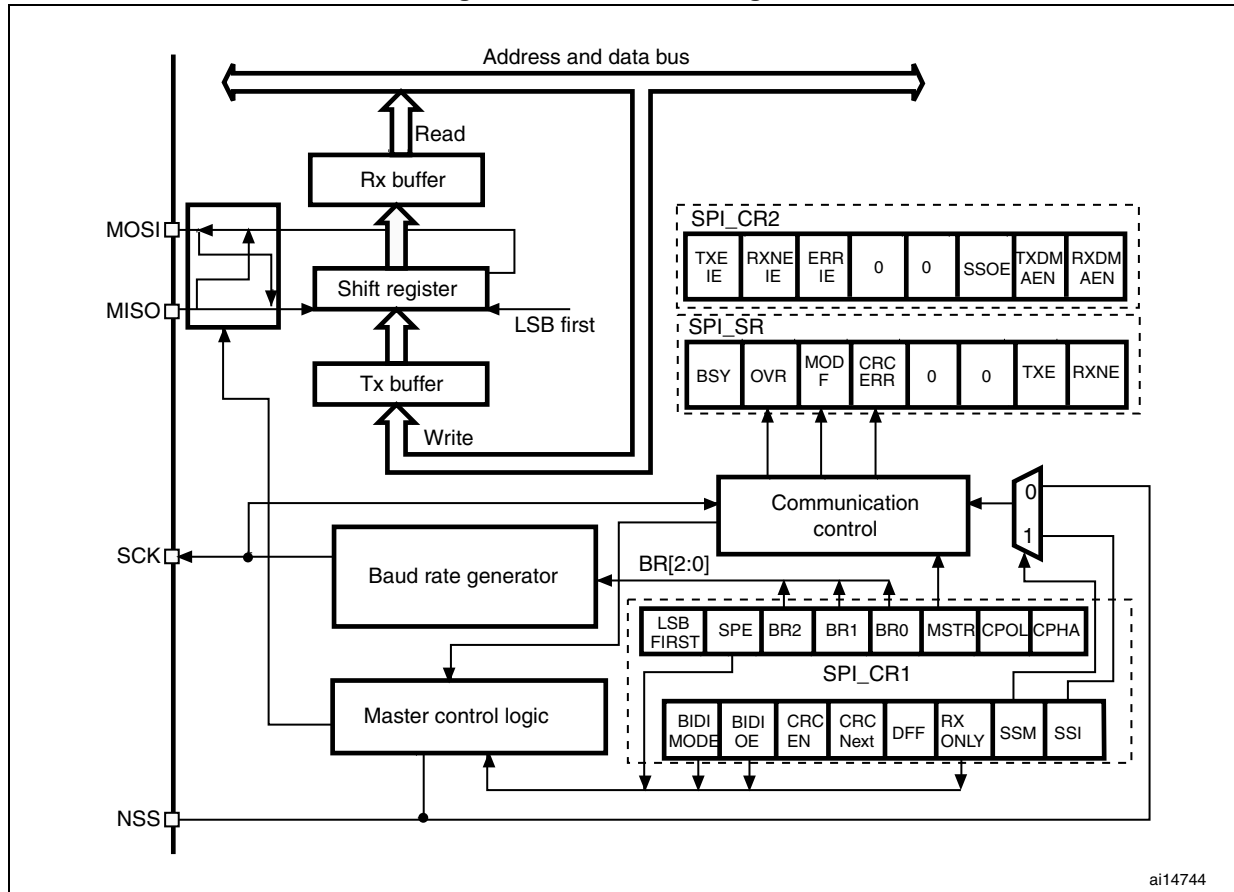 Address and data bus
Read
Rx buffer
MOSI
SPI_CR2
TXE IE
RXNE IE
ERR IE
0
0
SSOE
TXDM AEN
RXDM AEN
Shift register
MISO
LSB first
SPI_SR
BSY
OVR
MOD F
CRC ERR
0
0
TXE
RXNE
Tx buffer
Write
Communication
control
0
1
SCK
Baud rate generator
BR[2:0]
LSB FIRST
SPE
BR2
BR1
BR0
MSTR
CPOL
CPHA
SPI_CR1
Master control logic
BIDI MODE
BIDI OE
CRC EN
CRC Next
DFF
RX ONLY
SSM
SSI
NSS
ai14744